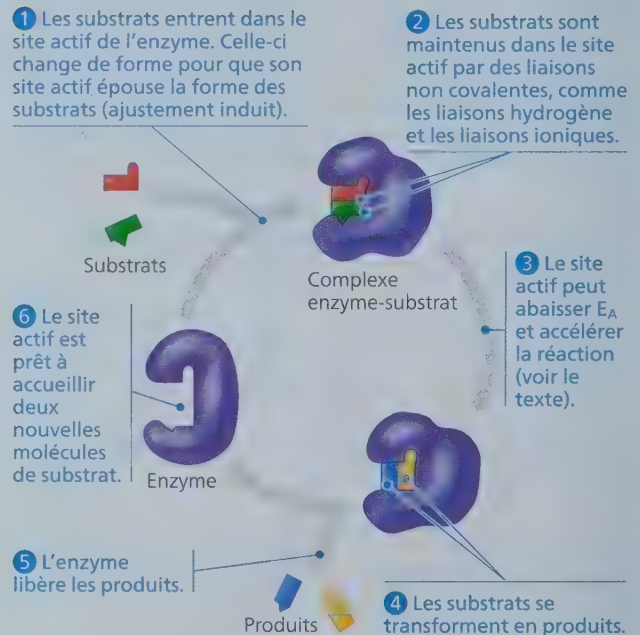 1 Les substrats entrent dans le
site actif de l'enzyme. Celle-ci
change de forme pour que son
site actif épouse la forme des
substrats (ajustement induit).
2 Les substrats sont
maintenus dans le site
actif par des liaisons
non covalentes, comme
les liaisons hydrogène
et les liaisons ioniques.
Substrats
Complexe
enzyme-substrat
3 Le site
actif peut
abaisser EA
et accélérer
la réaction
(voir le
texte).
6 Le site
actif est
prêt à
accueillir
deux
nouvelles
molécules
de substrat.
Enzyme
5 L'enzyme
libère les produits.
Produits
4 Les substrats se
transforment en produits.